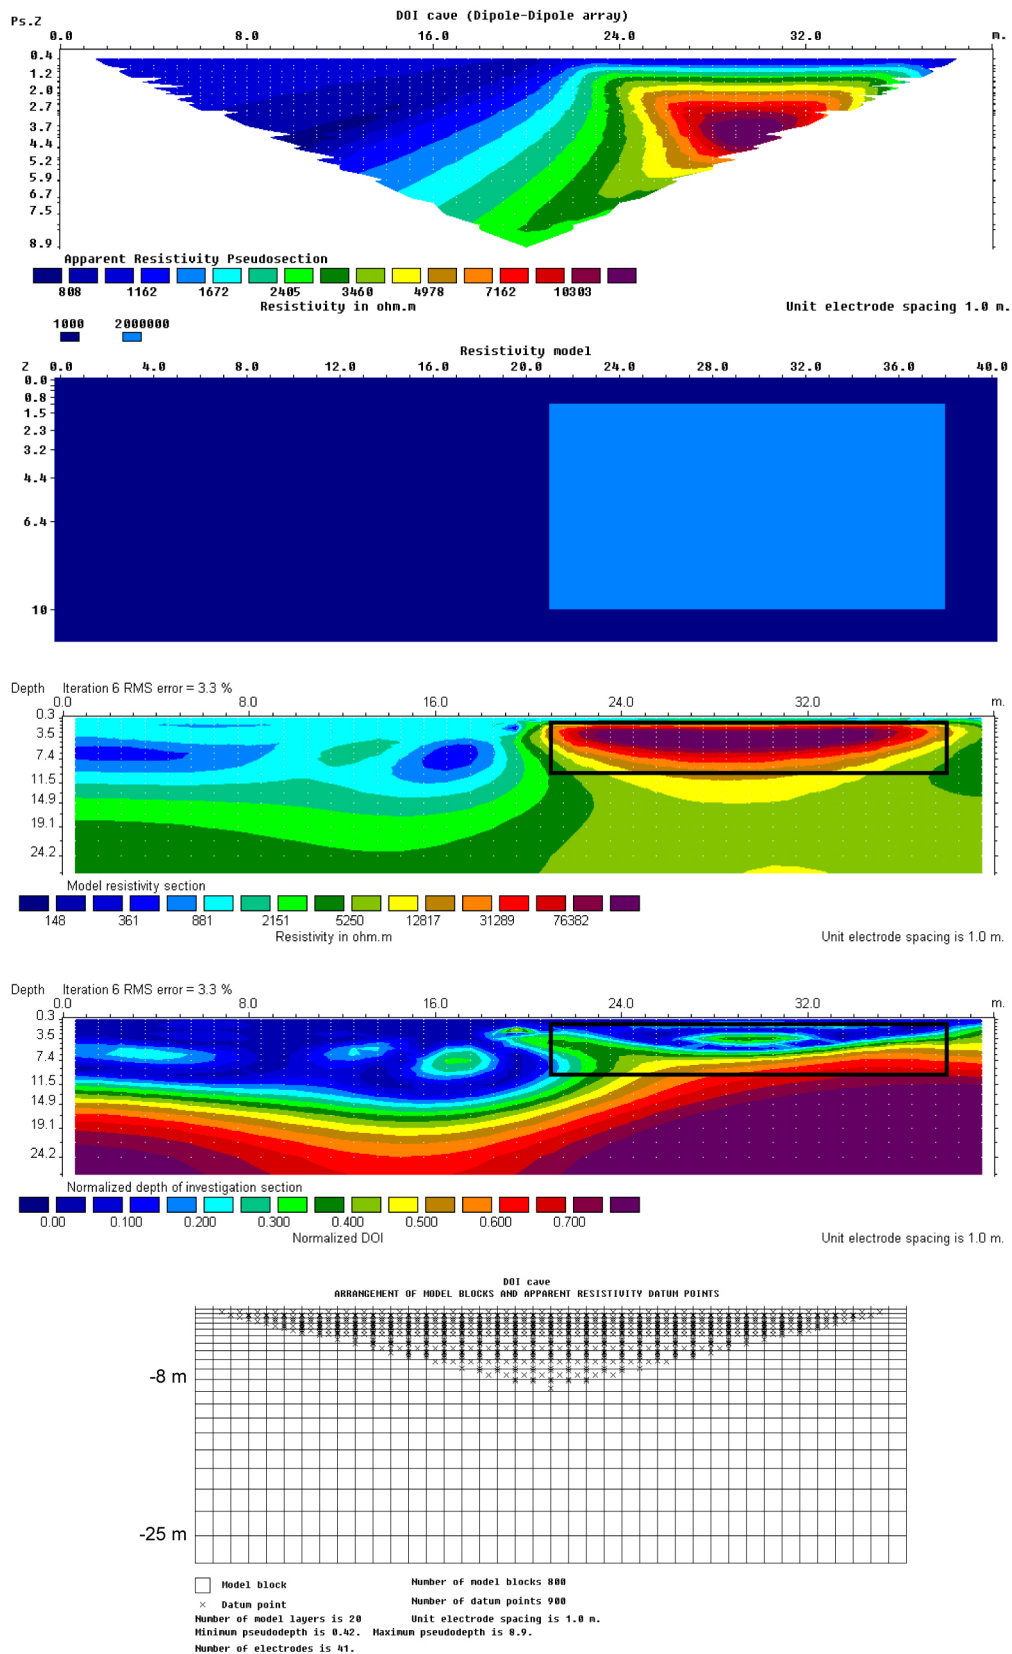 DOI cave (Dipole-Dipole array)
Ps.Z
0.0 8.0 16.0 24.0 32.0 m.
0.4
1.2
2.0
2.7
3.7
4.4
5.2
5.9
6.7
7.5
8.9
Apparent Resistivity Pseudosection
808 1162 1672 2405 3460 4978 7162 10303
Resistivity in ohm.m Unit electrode spacing 1.0 m.
1000 2000000
Resistivity model
Z 0.0 4.0 8.0 12.0 16.0 20.0 24.0 28.0 32.0 36.0 40.0
0.0
0.8
1.5
2.3
3.2
4.4
6.4
10
Depth Iteration 6 RMS error = 3.3 %
0.0 8.0 16.0 24.0 32.0 m.
0.3
3.5
7.4
11.5
14.9
19.1
24.2
Model resistivity section
148 361 881 2151 5250 12817 31289 76382
Resistivity in ohm.m Unit electrode spacing is 1.0 m.
Depth Iteration 6 RMS error = 3.3 %
0.0 8.0 16.0 24.0 32.0 m.
0.3
3.5
7.4
11.5
14.9
19.1
24.2
Normalized depth of investigation section
0.00 0.100 0.200 0.300 0.400 0.500 0.600 0.700
Normalized DOI Unit electrode spacing is 1.0 m.
DOI cave
ARRANGEMENT OF MODEL BLOCKS AND APPARENT RESISTIVITY DATUM POINTS
-8 m
-25 m
Model block Number of model blocks 800
Datum point Number of datum points 900
Number of model layers is 20 Unit electrode spacing is 1.0 m.
Minimum pseudodepth is 0.42. Maximum pseudodepth is 8.9.
Number of electrodes is 41.